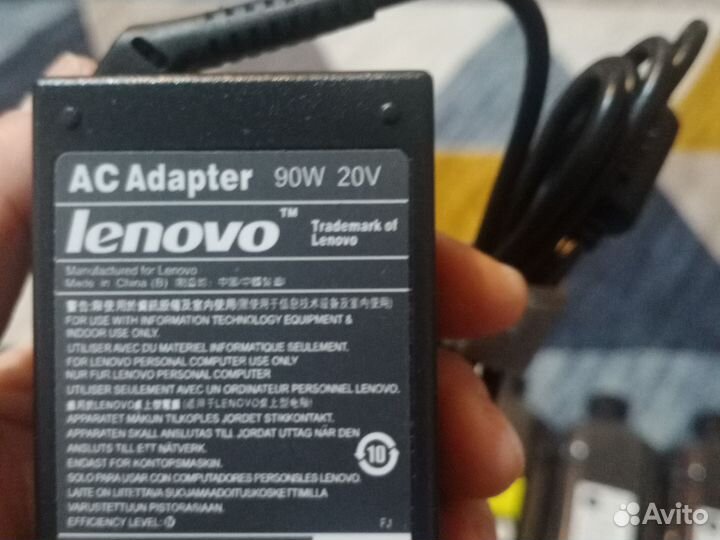 AC Adapter 90W 20V
lenovo™ Trademark of Lenovo
Manufactured for Lenovo
Made in China (B)
FOR USE WITH INFORMATION TECHNOLOGY EQUIPMENT &
INDOOR USE ONLY.
UTILISER AVEC DU MATERIEL INFORMATIQUE SEULEMENT.
FOR LENOVO PERSONAL COMPUTER USE ONLY
NUR FUR LENOVO PERSONAL COMPUTER
UTILISER SEULEMENT AVEC UN ORDINATEUR PERSONNEL LENOVO.
APPARATET MÅKUN TILKOPLES JORDET STIKKONTAKT.
APPARATEN SKALL ANSLUTAS TILL JORDAT UTTAG NÄR DEN
ANSLUTS TILL ETT NÄTVERK.
ENDAST FOR KONTORSMASKIN.
SOLO PARA USAR CON COMPUTADORES PERSONSLES LENOVO.
LAITE ON LIITETTAVA SUOJAMAADOITUSKOSKETTIMILLA
VARUSTETTUUN PISTORASIAAN.
EFFICIENCY LEVEL: FJ
10
Avito